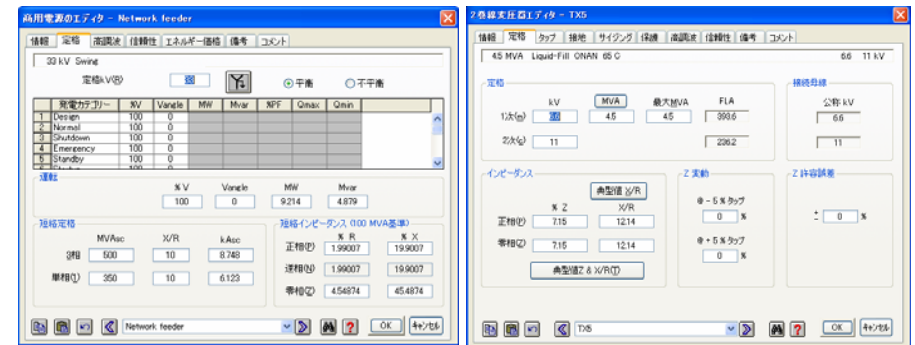 商用電源のエディタ - Network feeder
情報 定格 高調波 信頼性 エネルギー価格 備考 コメント
33 kV Swing
定格kV(R) 33 平衡 不平衡
発電カテゴリー %V Vangle MW Mvar %PF Qmax Qmin
1 Design 100 0
2 Normal 100 0
3 Shutdown 100 0
4 Emergency 100 0
5 Standby 100 0
運転
% V Vangle MW Mvar
100 0 9.214 4.879
短絡定格
MVAsc X/R kAsc
3相 500 10 8.748
単相(1) 350 10 6.123
短絡インピーダンス (100 MVA基準)
% R % X
正相(P) 1.99007 19.9007
逆相(N) 1.99007 19.9007
零相(Z) 4.54874 45.4874
Network feeder
OK キャンセル
2巻線変圧器エディタ - TX5
情報 定格 タップ 接地 サイジング 保護 高調波 信頼性 備考 コメント
4.5 MVA Liquid-Fill ONAN 65 C 6.6 11 kV
定格
kV MVA 最大MVA FLA
1次(m) 4.5 4.5 393.6
2次(e) 11 236.2
接続母線
公称 kV
6.6
11
インピーダンス
典型値 X/R
% Z X/R
正相(P) 7.15 12.14
零相(Z) 7.15 12.14
典型値Z & X/R(T)
Z 変動
@ - 5 % タップ
0 %
@ + 5 % タップ
0 %
Z 許容誤差
± 0 %
TX5
OK キャンセル